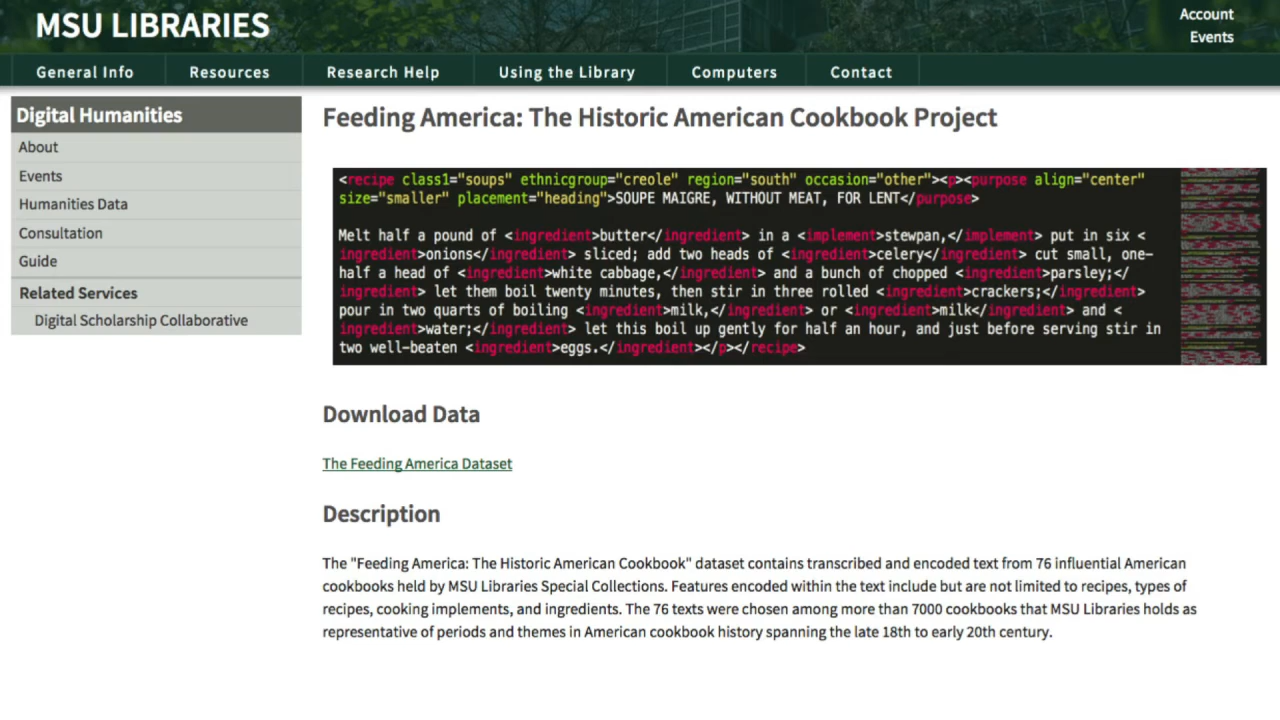 MSU LIBRARIES
Account
Events
General Info
Resources
Research Help
Using the Library
Computers
Contact
Digital Humanities
About
Events
Humanities Data
Consultation
Guide
Related Services
Digital Scholarship Collaborative
Feeding America: The Historic American Cookbook Project
<recipe class1="soups" ethnicgroup="creole" region="south" occasion="other"><p><purpose align="center"
size="smaller" placement="heading">SOUPE MAIGRE, WITHOUT MEAT, FOR LENT</purpose>
Melt half a pound of <ingredient>butter</ingredient> in a <implement>stewpan,</implement> put in six <
ingredient>onions</ingredient> sliced; add two heads of <ingredient>celery</ingredient> cut small, one-
half a head of <ingredient>white cabbage,</ingredient> and a bunch of chopped <ingredient>parsley;</
ingredient> let them boil twenty minutes, then stir in three rolled <ingredient>crackers;</ingredient>
pour in two quarts of boiling <ingredient>milk,</ingredient> or <ingredient>milk</ingredient> and <
ingredient>water;</ingredient> let this boil up gently for half an hour, and just before serving stir in
two well-beaten <ingredient>eggs.</ingredient></p></recipe>
Download Data
The Feeding America Dataset
Description
The "Feeding America: The Historic American Cookbook" dataset contains transcribed and encoded text from 76 influential American
cookbooks held by MSU Libraries Special Collections. Features encoded within the text include but are not limited to recipes, types of
recipes, cooking implements, and ingredients. The 76 texts were chosen among more than 7000 cookbooks that MSU Libraries holds as
representative of periods and themes in American cookbook history spanning the late 18th to early 20th century.